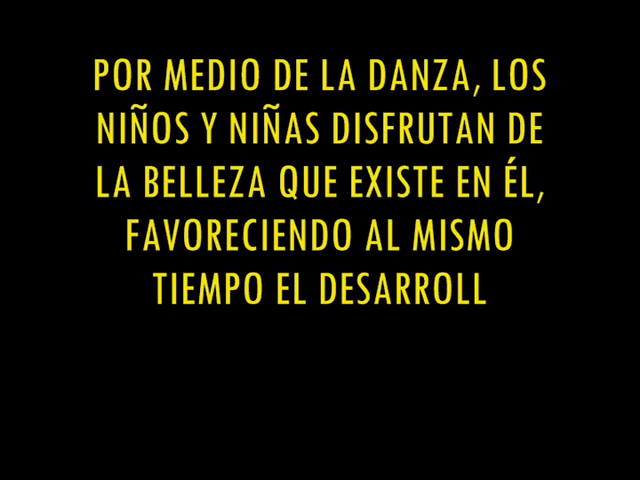 POR MEDIO DE LA DANZA, LOS
NIÑOS Y NIÑAS DISFRUTAN DE
LA BELLEZA QUE EXISTE EN ÉL,
FAVORECIENDO AL MISMO
TIEMPO EL DESARROLL